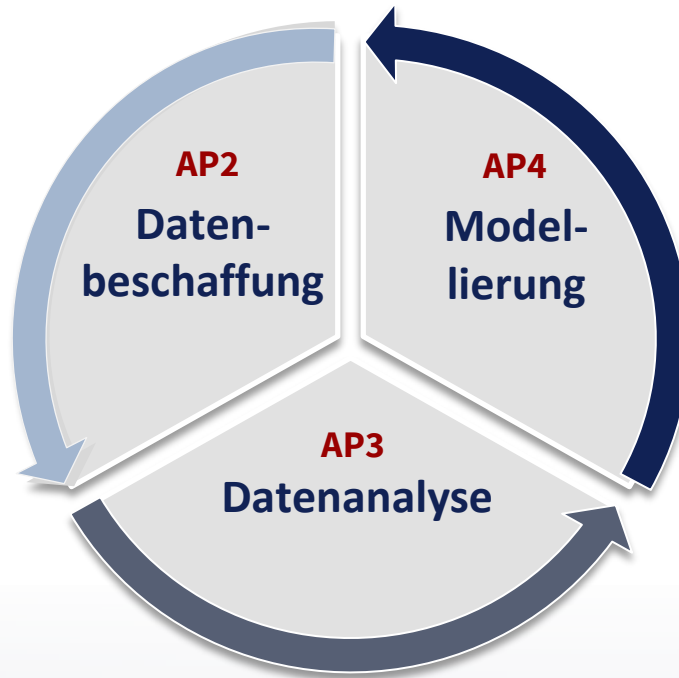 AP2
Daten-
beschaffung
AP4
Model-
lierung
AP3
Datenanalyse